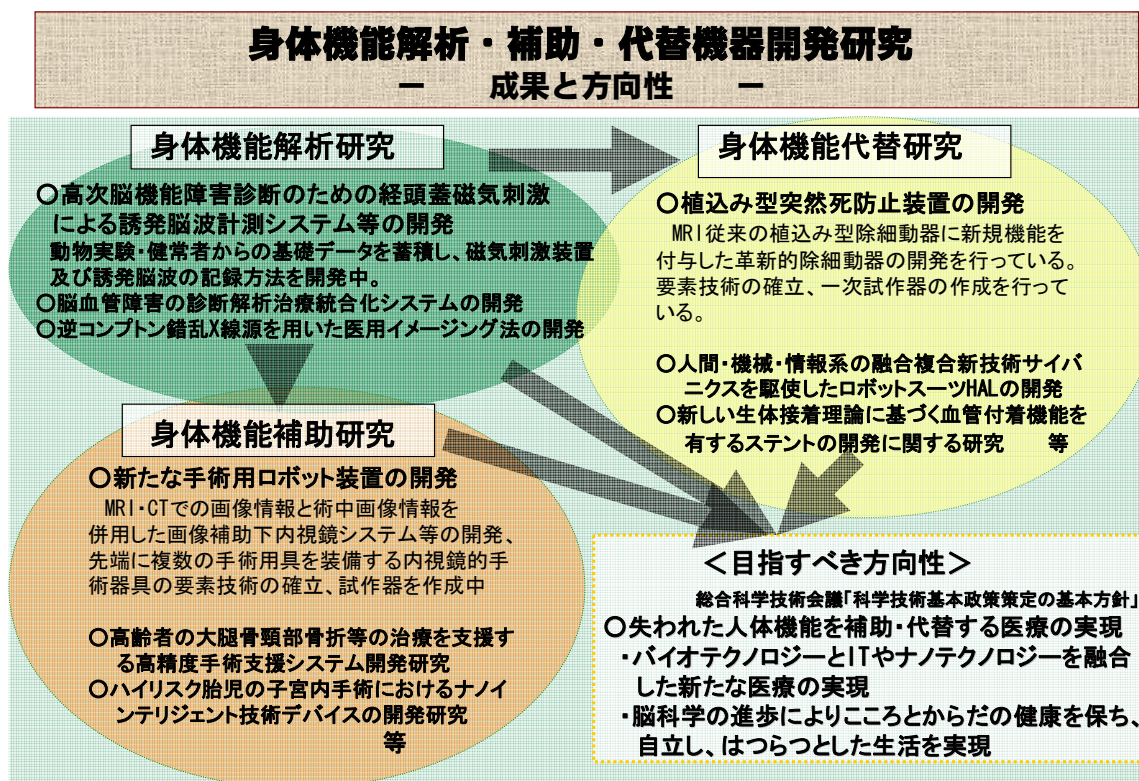 身体機能解析・補助・代替機器開発研究
－　成果と方向性　－
身体機能解析研究
○高次脳機能障害診断のための経頭蓋磁気刺激
による誘発脳波計測システム等の開発
動物実験・健常者からの基礎データを蓄積し、磁気刺激装置
及び誘発脳波の記録方法を開発中。
○脳血管障害の診断解析治療統合化システムの開発
○逆コンプトン錯乱X線源を用いた医用イメージング法の開発
身体機能代替研究
○植込み型突然死防止装置の開発
MRI従来の植込み型除細動器に新規機能を
付与した革新的除細動器の開発を行っている。
要素技術の確立、一次試作器の作成を行って
いる。
○人間・機械・情報系の融合複合新技術サイバ
ニクスを駆使したロボットスーツHALの開発
○新しい生体接着理論に基づく血管付着機能を
有するステントの開発に関する研究　等
身体機能補助研究
○新たな手術用ロボット装置の開発
MRI・CTでの画像情報と術中画像情報を
併用した画像補助下内視鏡システム等の開発、
先端に複数の手術用具を装備する内視鏡的手
術器具の要素技術の確立、試作器を作成中
○高齢者の大腿骨頸部骨折等の治療を支援す
る高精度手術支援システム開発研究
○ハイリスク胎児の子宮内手術におけるナノイ
ンテリジェント技術デバイスの開発研究
等
＜目指すべき方向性＞
総合科学技術会議「科学技術基本政策策定の基本方針」
○失われた人体機能を補助・代替する医療の実現
・バイオテクノロジーとITやナノテクノロジーを融合
した新たな医療の実現
・脳科学の進歩によりこころとからだの健康を保ち、
自立し、はつらつとした生活を実現